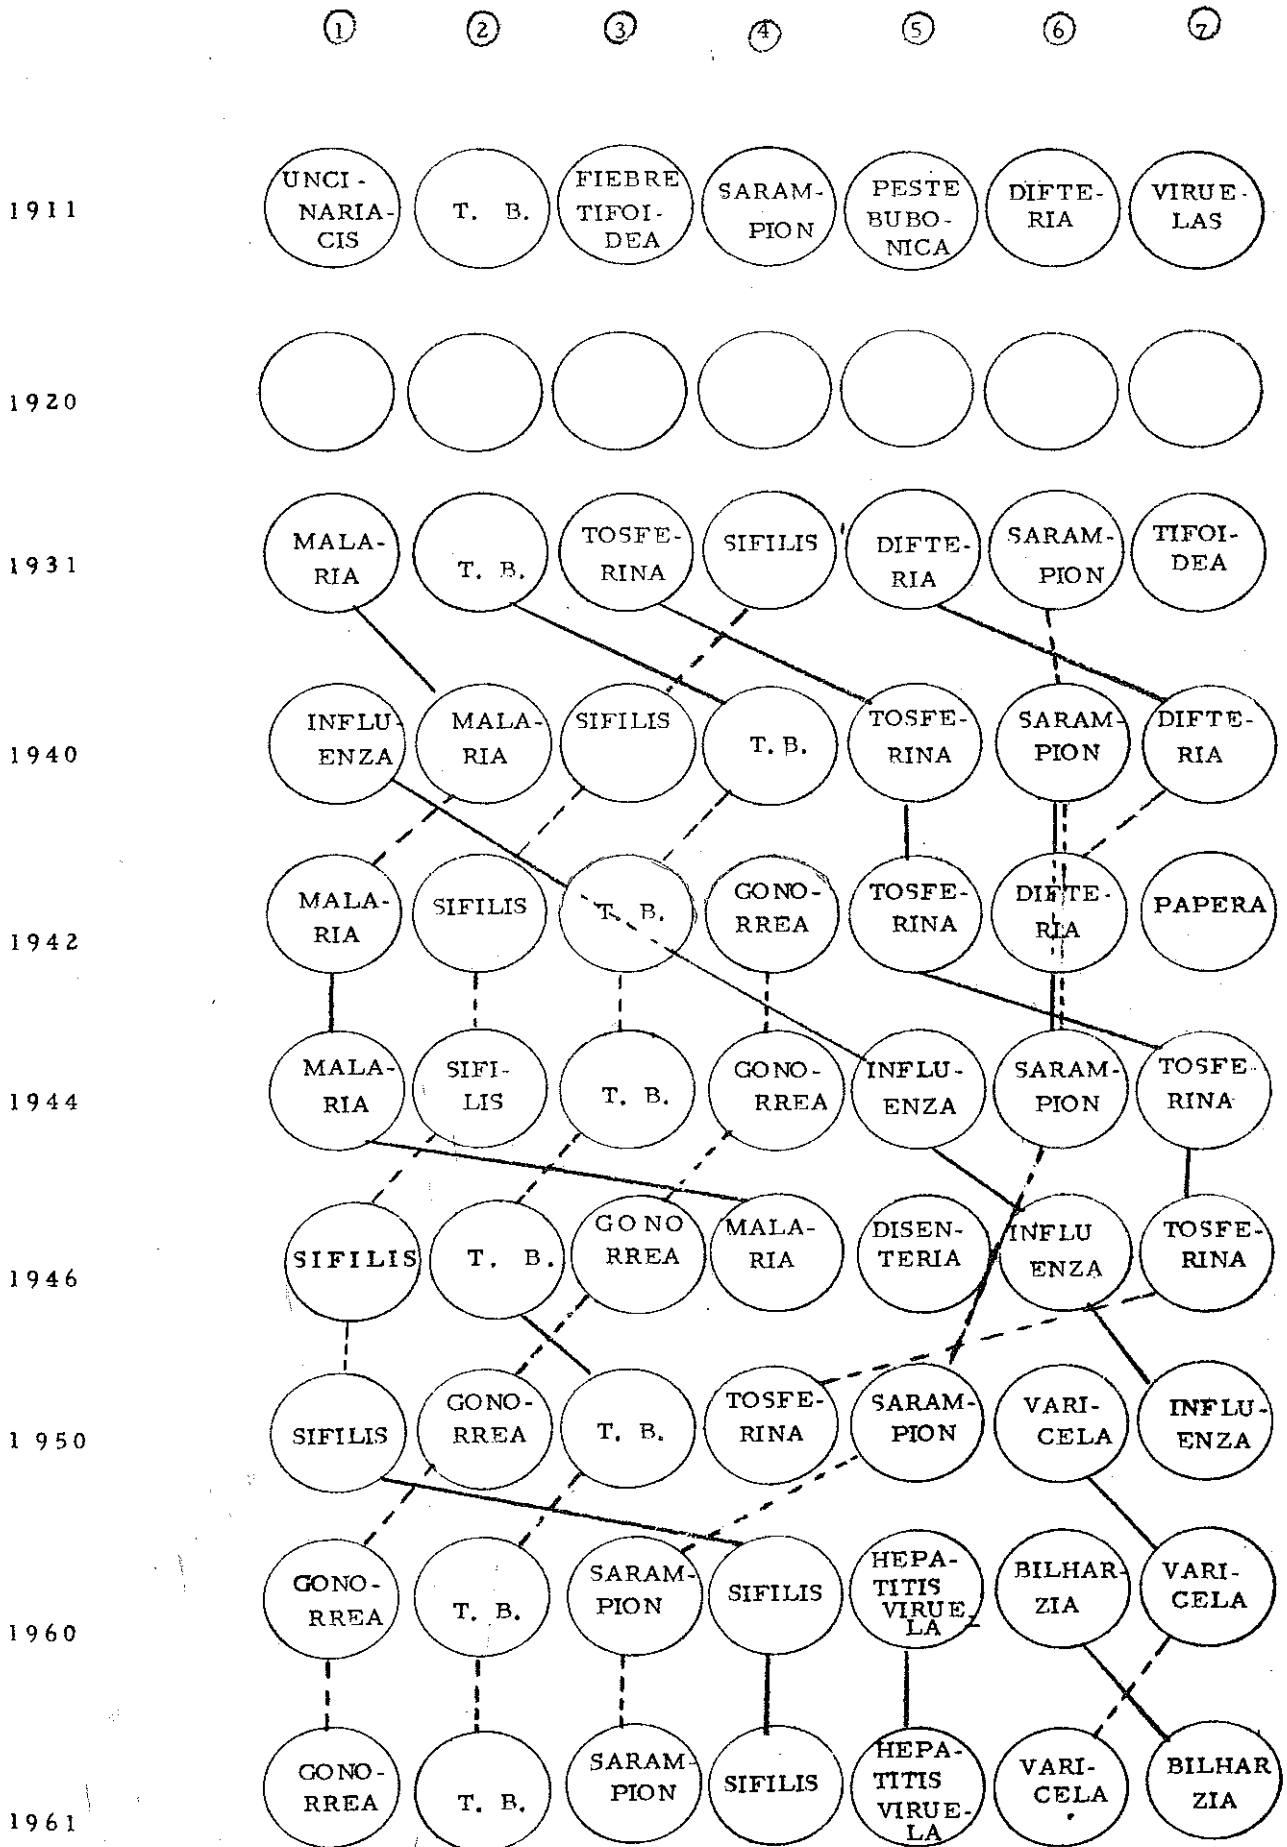 1 2 3 4 5 6 7
1911
UNCI-
NARIA-
CIS
T. B.
FIEBRE
TIFOI-
DEA
SARAM-
PION
PESTE
BUBO-
NICA
DIFTE-
RIA
VIRUE-
LAS
1920
1931
MALA-
RIA
T. B.
TOSFE-
RINA
SIFILIS
DIFTE-
RIA
SARAM-
PION
TIFOI-
DEA
1940
INFLU-
ENZA
MALA-
RIA
SIFILIS
T. B.
TOSFE-
RINA
SARAM-
PION
DIFTE-
RIA
1942
MALA-
RIA
SIFILIS
T. B.
GONO-
RREA
TOSFE-
RINA
DIFTE-
RIA
PAPERA
1944
MALA-
RIA
SIFI-
LIS
T. B.
GONO-
RREA
INFLU-
ENZA
SARAM-
PION
TOSFE-
RINA
1946
SIFILIS
T. B.
GONO
RREA
MALA-
RIA
DISEN-
TERIA
INFLU
ENZA
TOSFE-
RINA
1950
SIFILIS
GONO-
RREA
T. B.
TOSFE-
RINA
SARAM-
PION
VARI-
CELA
INFLU-
ENZA
1960
GONO-
RREA
T. B.
SARAM-
PION
SIFILIS
HEPA-
TITIS
VIRUE-
LA
BILHAR-
ZIA
VARI-
CELA
1961
GONO-
RREA
T. B.
SARAM-
PION
SIFILIS
HEPA-
TITIS
VIRUE-
LA
VARI-
CELA
BILHAR
ZIA